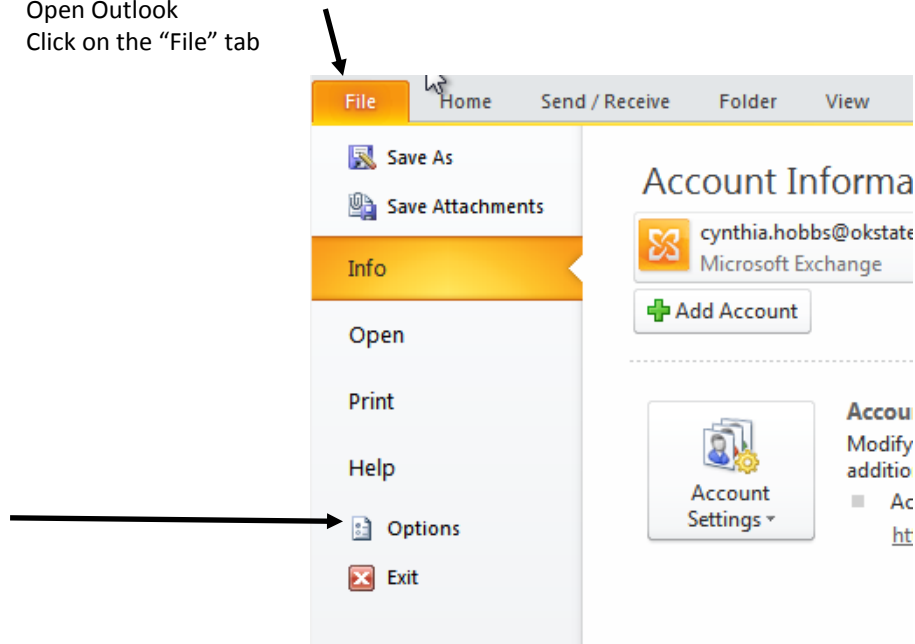 Open Outlook
Click on the “File” tab
File Home Send / Receive Folder View
Save As
Save Attachments
Info
Open
Print
Help
Options
Exit
Account Informa
cynthia.hobbs@okstate
Microsoft Exchange
Add Account
Account
Settings
Accou
Modify
additio
Ac
htt